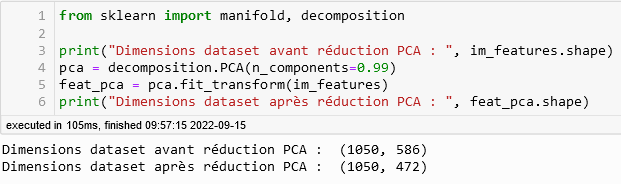 1 from sklearn import manifold, decomposition
2
3 print("Dimensions dataset avant réduction PCA : ", im_features.shape)
4 pca = decomposition.PCA(n_components=0.99)
5 feat_pca = pca.fit_transform(im_features)
6 print("Dimensions dataset après réduction PCA : ", feat_pca.shape)
executed in 105ms, finished 09:57:15 2022-09-15
Dimensions dataset avant réduction PCA :  (1050, 586)
Dimensions dataset après réduction PCA :  (1050, 472)